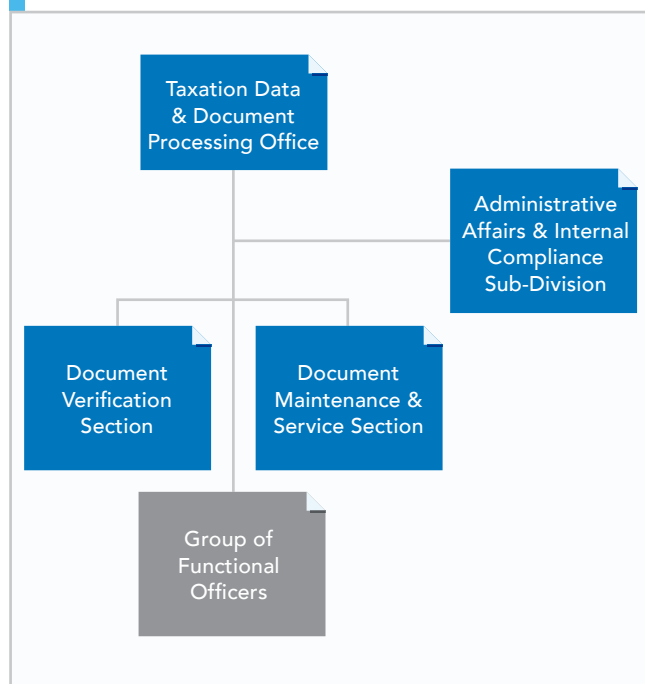 Taxation Data
& Document
Processing Office
Administrative
Affairs & Internal
Compliance
Sub-Division
Document
Verification
Section
Document
Maintenance &
Service Section
Group of
Functional
Officers